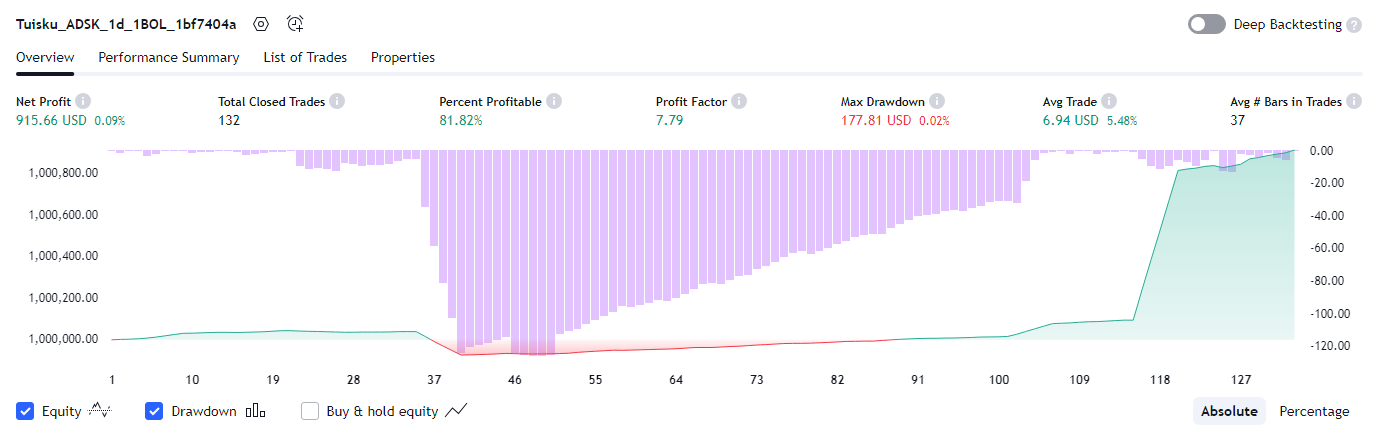 Tuisku_ADSK_1d_1BOL_1bf7404a Deep Backtesting ?
Overview Performance Summary List of Trades Properties
Net Profit i Total Closed Trades i Percent Profitable i Profit Factor i Max Drawdown i Avg Trade i Avg # Bars in Trades i
915.66 USD 0.09% 132 81.82% 7.79 177.81 USD 0.02% 6.94 USD 5.48% 37
0.00
1,000,800.00
-20.00
1,000,600.00 -40.00
-60.00
1,000,400.00
-80.00
1,000,200.00
-100.00
1,000,000.00 -120.00
1 10 19 28 37 46 55 64 73 82 91 100 109 118 127
Equity Drawdown Buy & hold equity Absolute Percentage